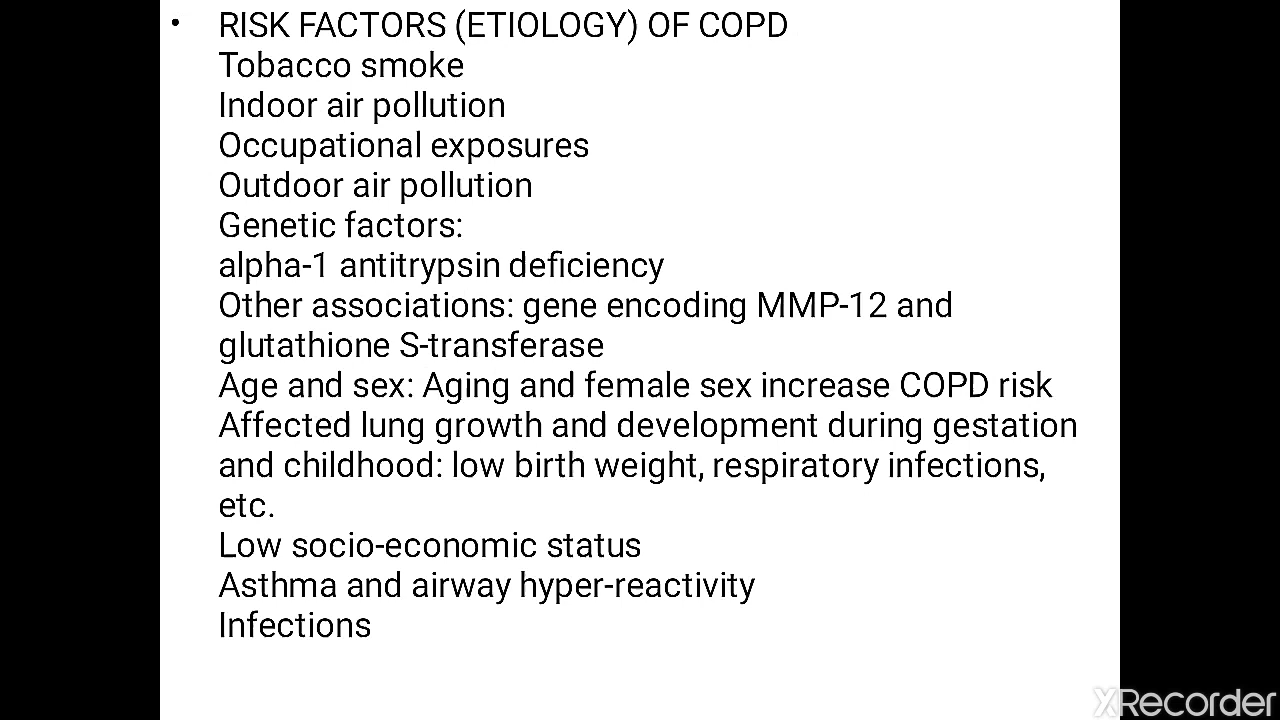 • RISK FACTORS (ETIOLOGY) OF COPD
Tobacco smoke
Indoor air pollution
Occupational exposures
Outdoor air pollution
Genetic factors:
alpha-1 antitrypsin deficiency
Other associations: gene encoding MMP-12 and
glutathione S-transferase
Age and sex: Aging and female sex increase COPD risk
Affected lung growth and development during gestation
and childhood: low birth weight, respiratory infections,
etc.
Low socio-economic status
Asthma and airway hyper-reactivity
Infections
XRecorder